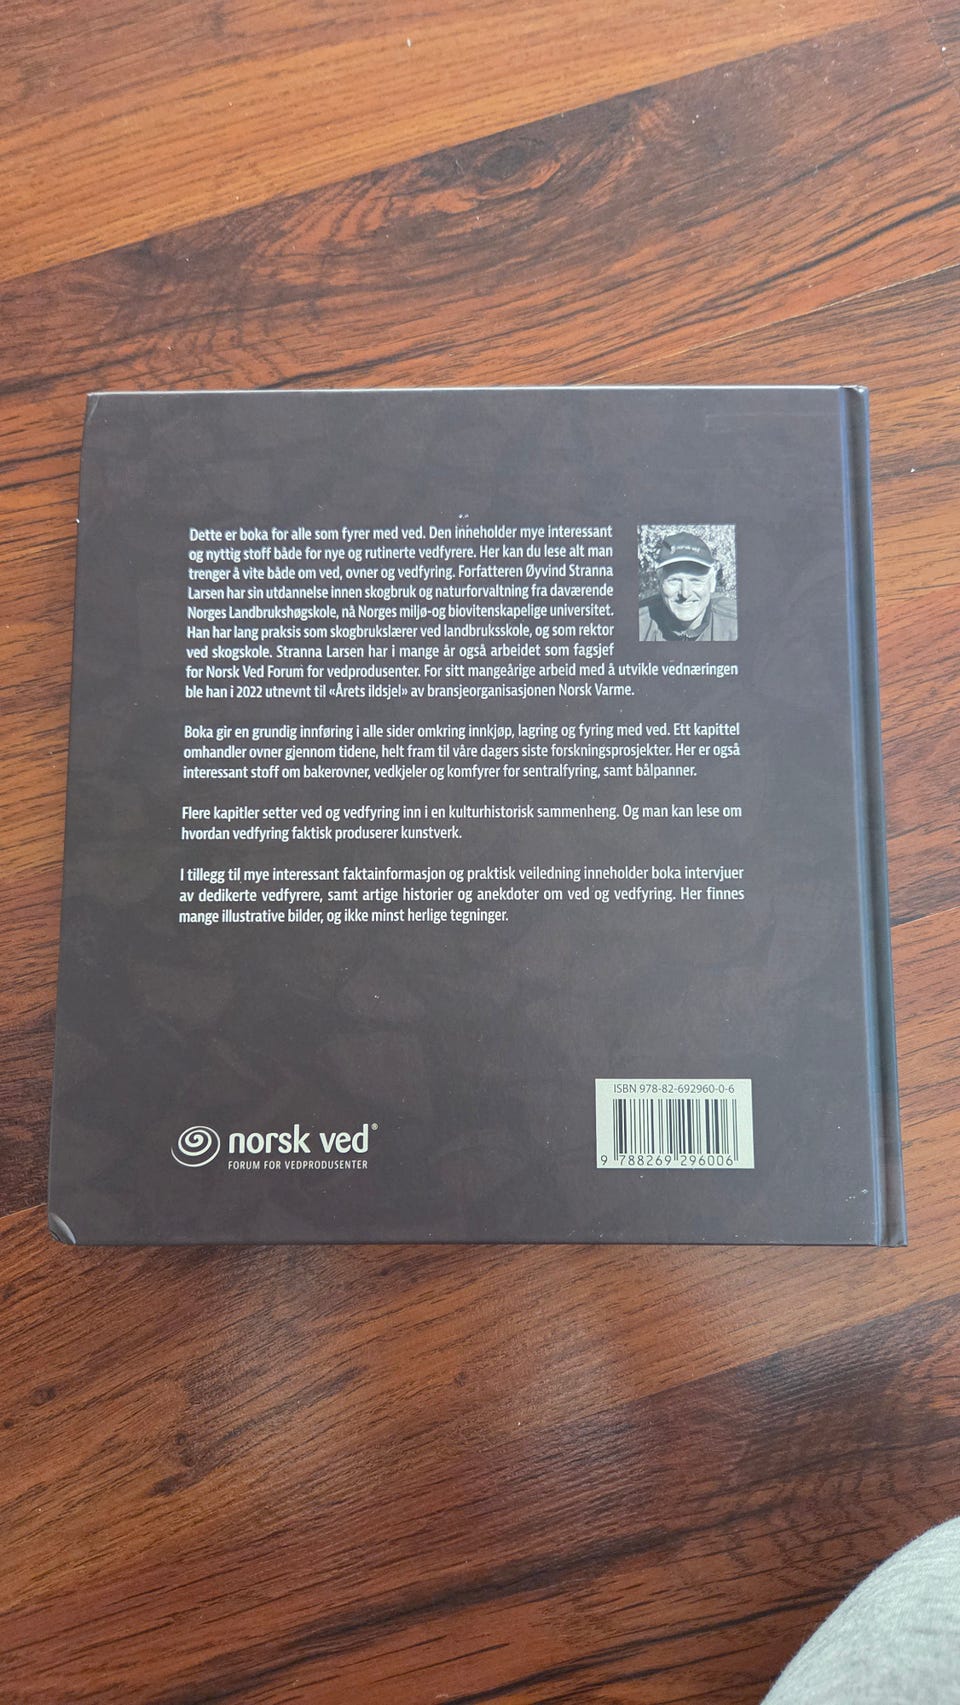 Dette er boka for alle som fyrer med ved. Den inneholder mye interessant
og nyttig stoff både for nye og rutinerte vedfyrere. Her kan du lese alt man
trenger å vite både om ved, ovner og vedfyring. Forfatteren Øyvind Stranna
Larsen har sin utdannelse innen skogbruk og naturforvaltning fra daværende
Norges Landbrukshøgskole, nå Norges miljø-og biovitenskapelige universitet.
Han har lang praksis som skogbrukslærer ved landbruksskole, og som rektor
ved skogskole. Stranna Larsen har i mange år også arbeidet som fagsjef
for Norsk Ved Forum for vedprodusenter. For sitt mangeårige arbeid med å utvikle vednæringen
ble han i 2022 utnevnt til «Årets ildsjel» av bransjeorganisasjonen Norsk Varme.
Boka gir en grundig innføring i alle sider omkring innkjøp, lagring og fyring med ved. Ett kapittel
omhandler ovner gjennom tidene, helt fram til våre dagers siste forskningsprosjekter. Her er også
interessant stoff om bakerovner, vedkjeler og komfyrer for sentralfyring, samt bålpanner.
Flere kapitler setter ved og vedfyring inn i en kulturhistorisk sammenheng. Og man kan lese om
hvordan vedfyring faktisk produserer kunstverk.
I tillegg til mye interessant faktainformasjon og praktisk veiledning inneholder boka intervjuer
av dedikerte vedfyrere, samt artige historier og anekdoter om ved og vedfyring. Her finnes
mange illustrative bilder, og ikke minst herlige tegninger.
norsk ved
norsk ved®
FORUM FOR VEDPRODUSENTER
ISBN 978-82-692960-0-6
9 788269 296006